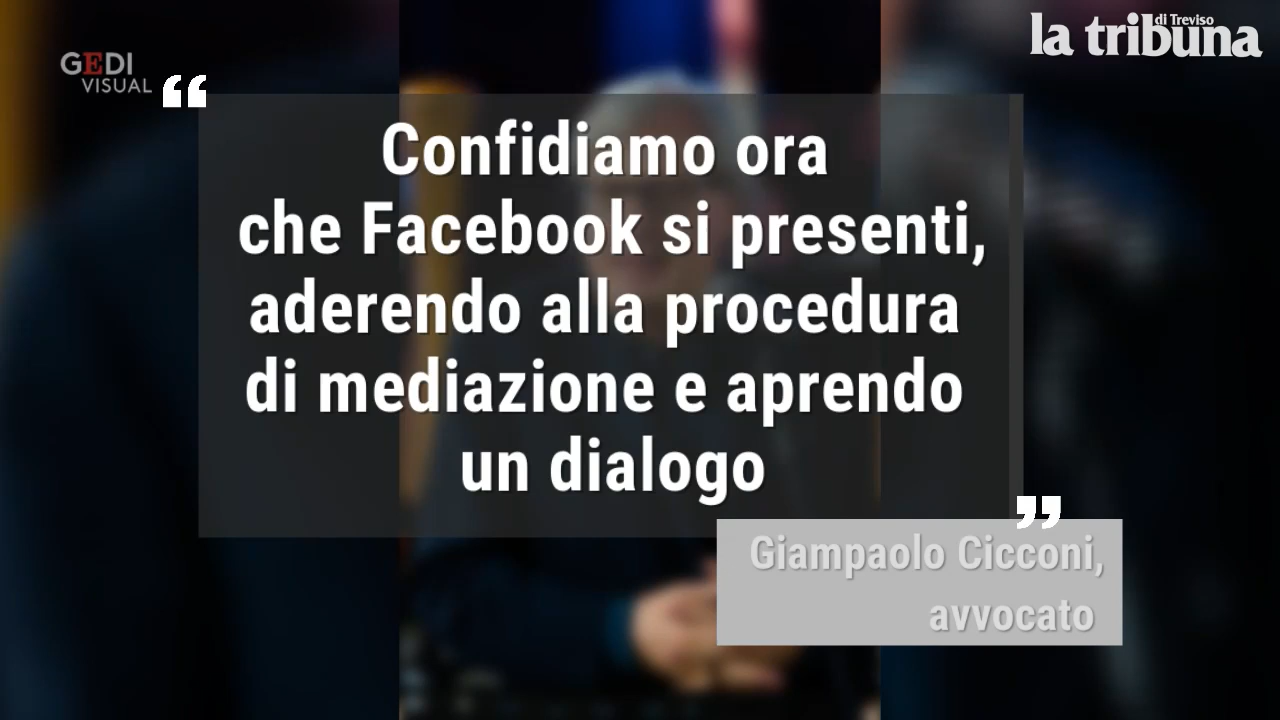 GEDI
VISUAL
la tribuna
di Treviso
“
Confidiamo ora
che Facebook si presenti,
aderendo alla procedura
di mediazione e aprendo
un dialogo
”
Giampaolo Cicconi,
avvocato